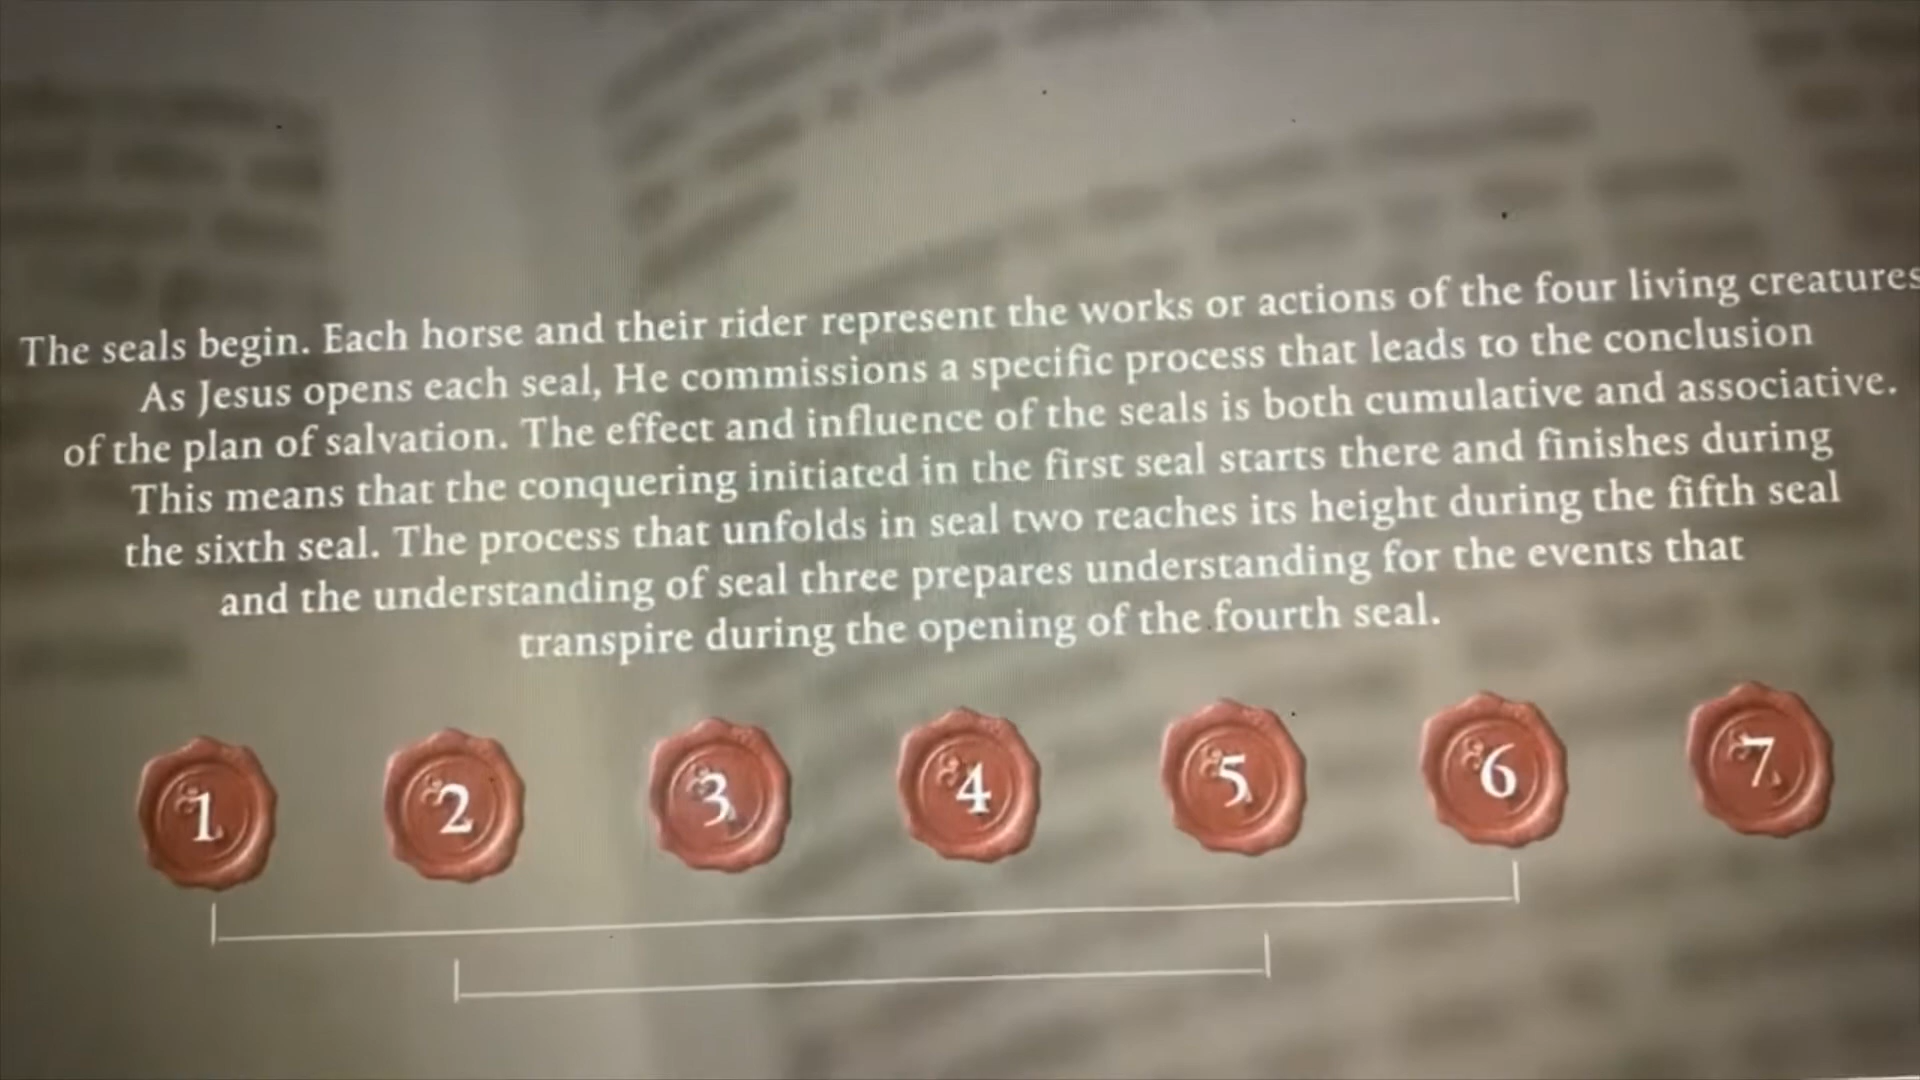 The seals begin. Each horse and their rider represent the works or actions of the four living creatures
As Jesus opens each seal, He commissions a specific process that leads to the conclusion
of the plan of salvation. The effect and influence of the seals is both cumulative and associative.
This means that the conquering initiated in the first seal starts there and finishes during
the sixth seal. The process that unfolds in seal two reaches its height during the fifth seal
and the understanding of seal three prepares understanding for the events that
transpire during the opening of the fourth seal.
1 2 3 4 5 6 7